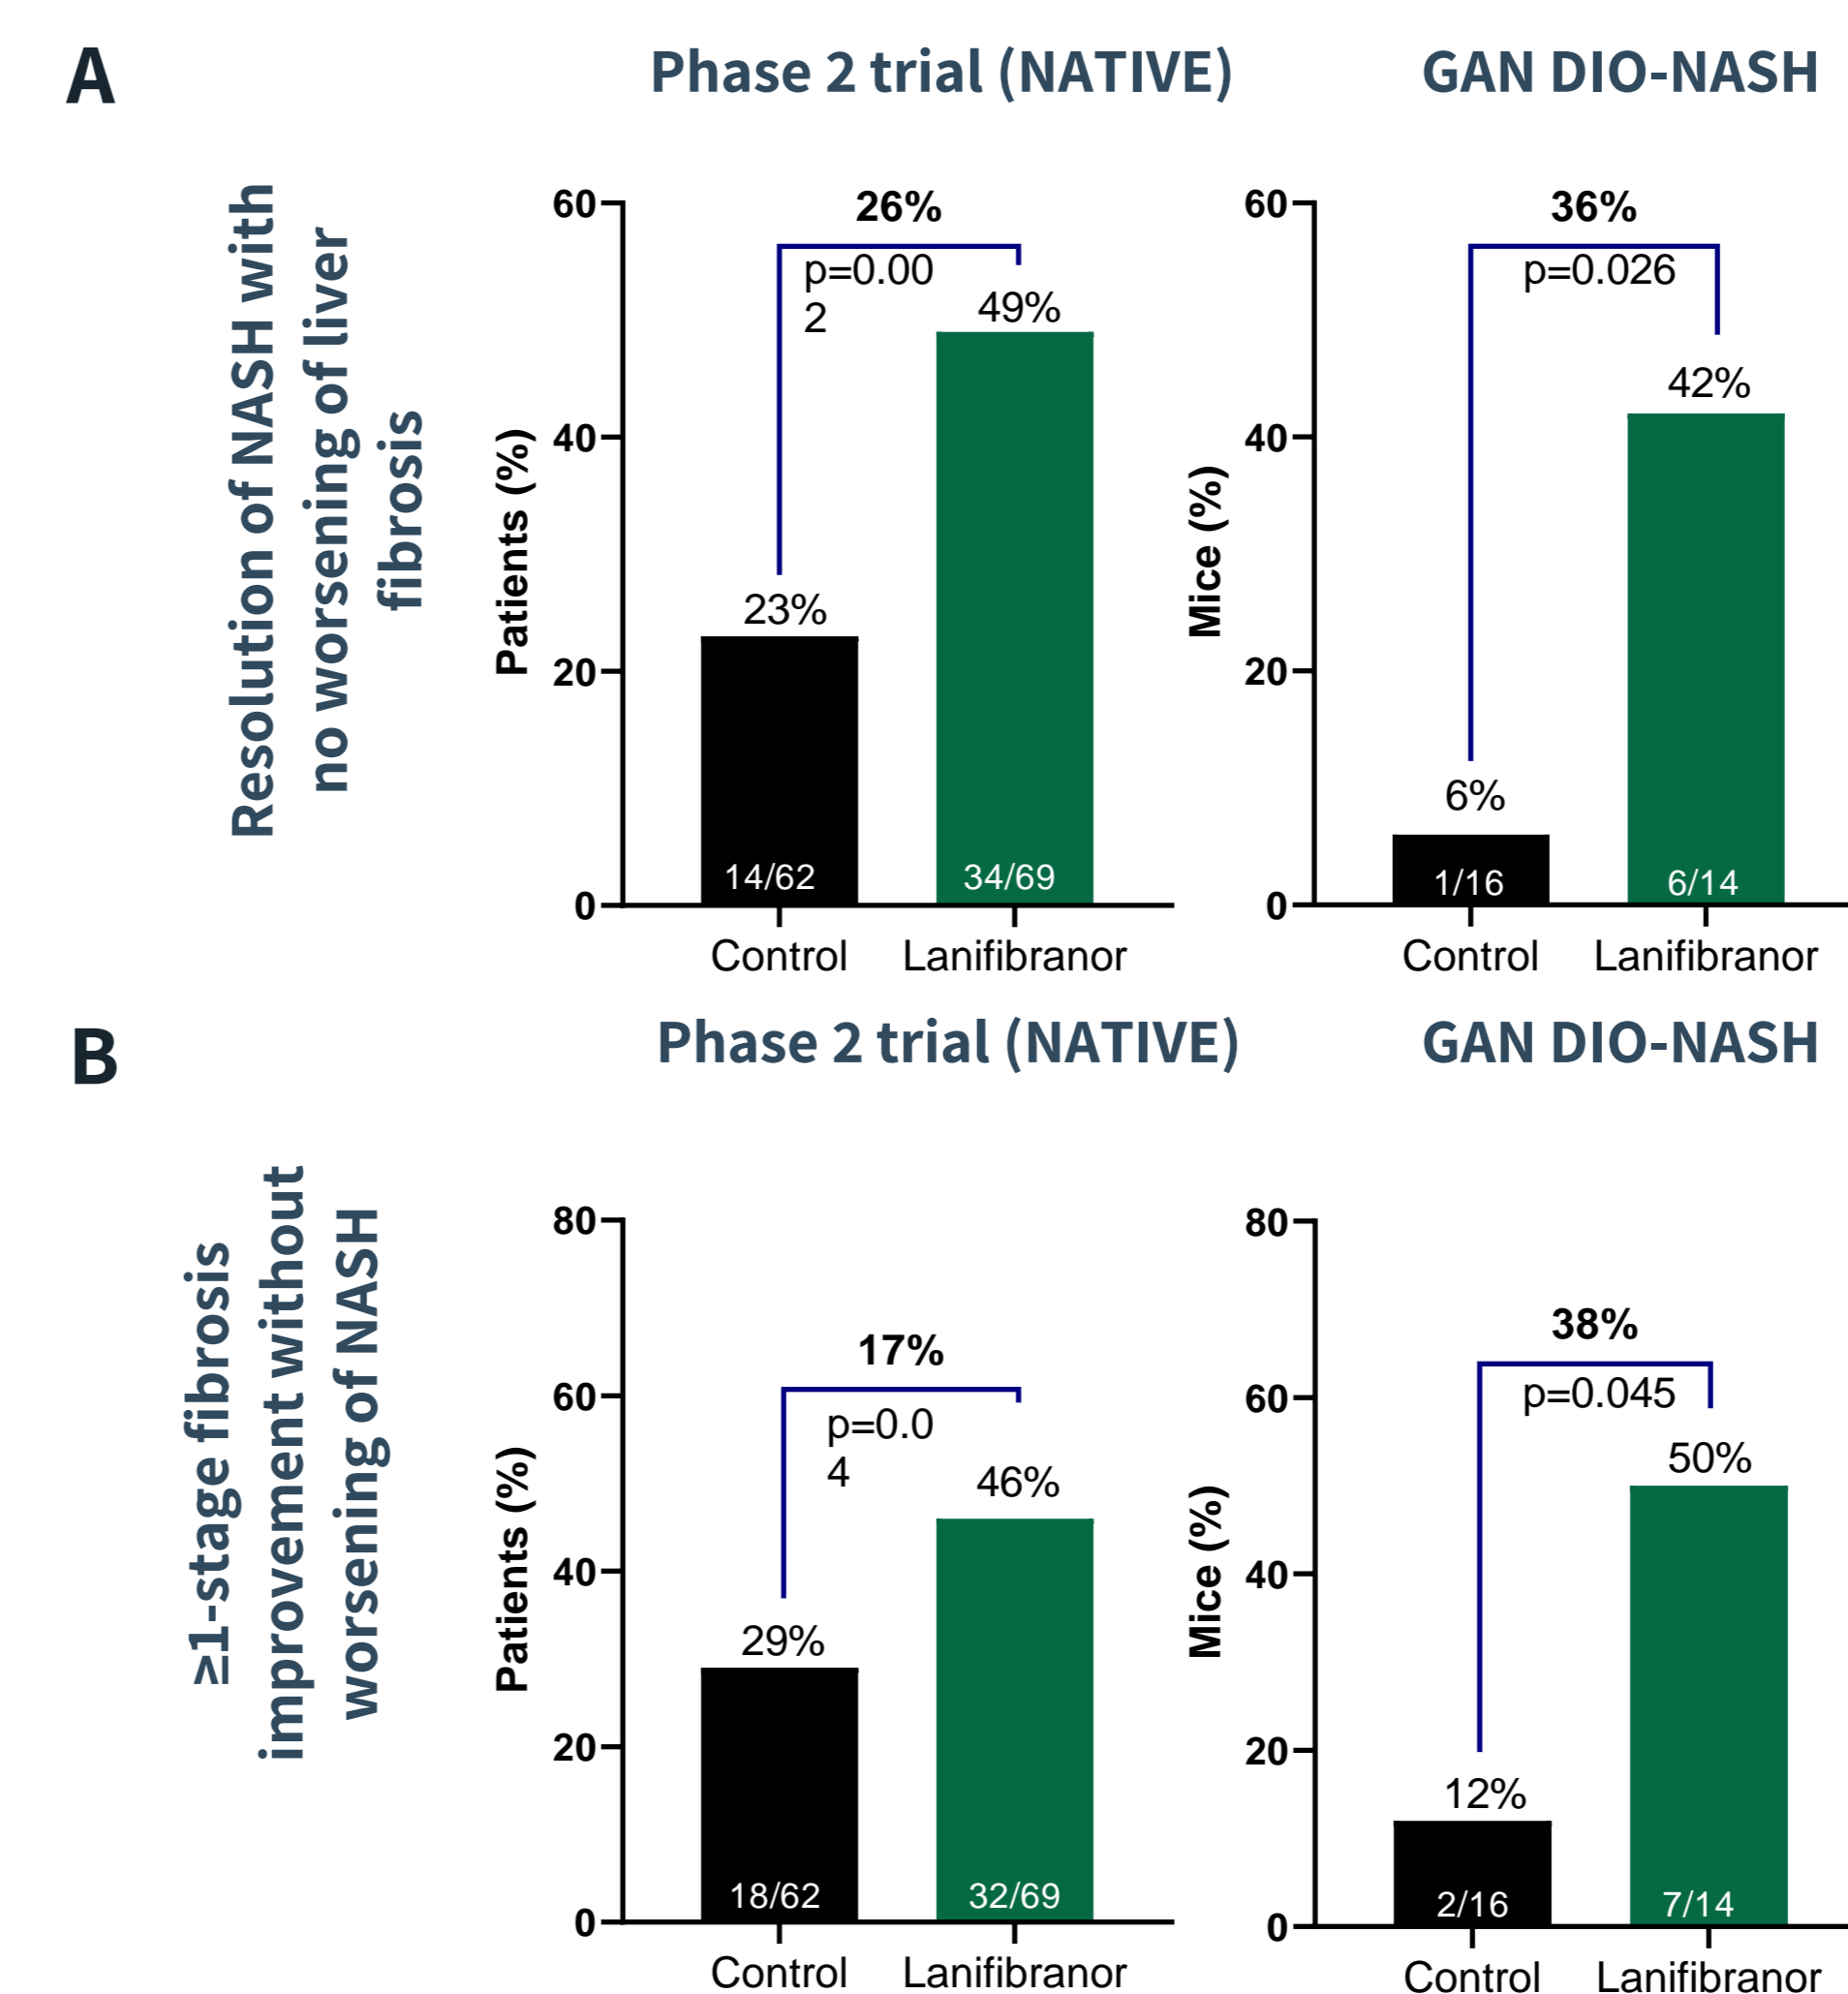 A
Phase 2 trial (NATIVE)
GAN DIO-NASH
Resolution of NASH with
no worsening of liver
fibrosis
Patients (%)
60
40
20
0
26%
p=0.00
2
49%
23%
14/62
34/69
Control
Lanifibranor
Mice (%)
60
40
20
0
36%
p=0.026
42%
6%
1/16
6/14
Control
Lanifibranor
B
Phase 2 trial (NATIVE)
GAN DIO-NASH
≥1-stage fibrosis
improvement without
worsening of NASH
Patients (%)
80
60
40
20
0
17%
p=0.0
4
46%
29%
18/62
32/69
Control
Lanifibranor
Mice (%)
80
60
40
20
0
38%
p=0.045
50%
12%
2/16
7/14
Control
Lanifibranor